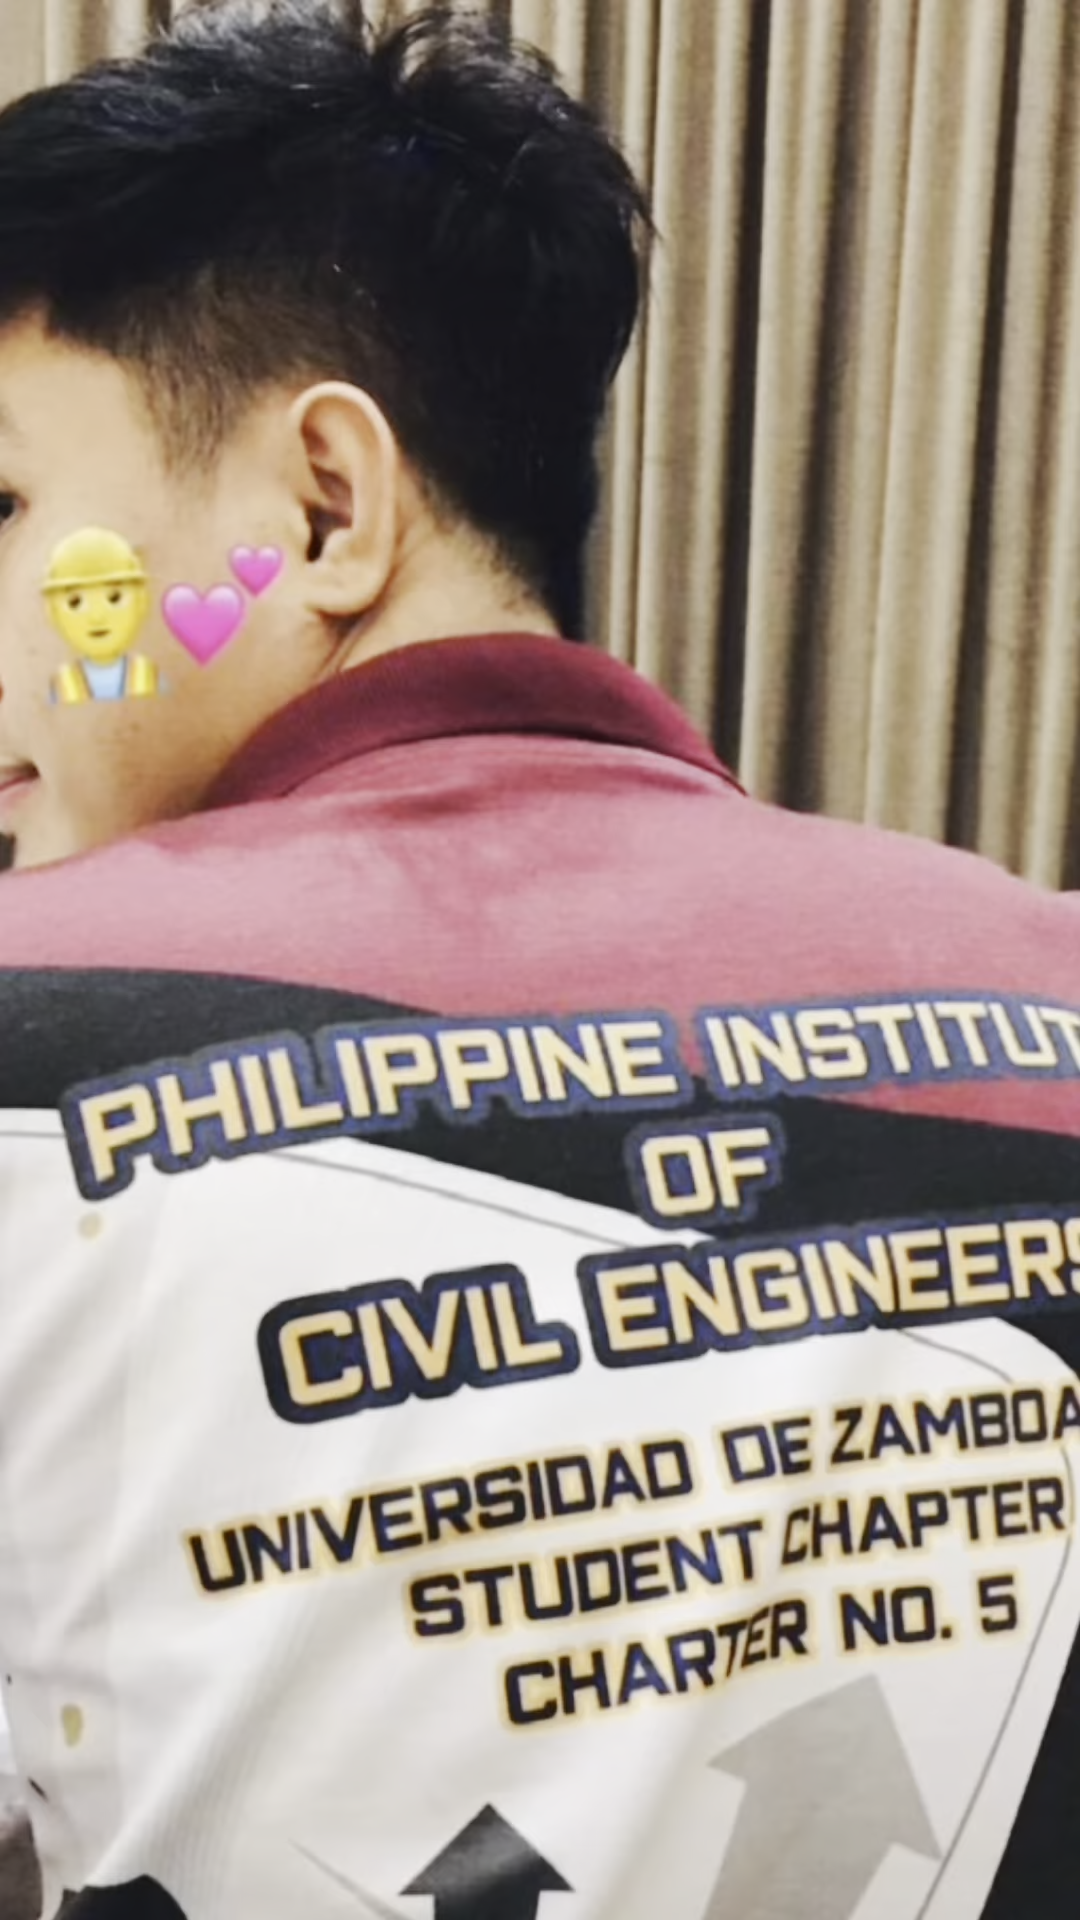 PHILIPPINE INSTITUT
OF
CIVIL ENGINEERS
UNIVERSIDAD DE ZAMBOA
STUDENT CHAPTER
CHARTER NO. 5